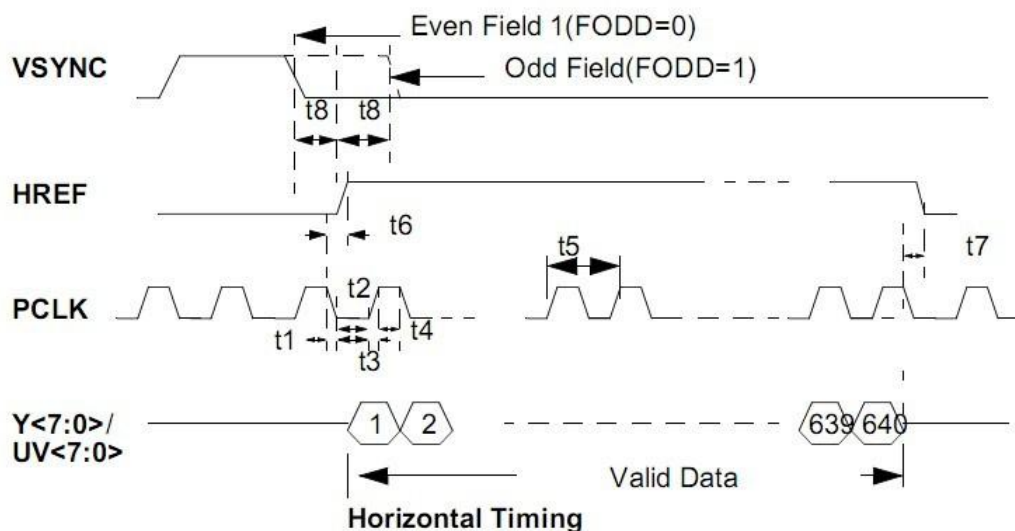 Even Field 1(FODD=0)
VSYNC
Odd Field(FODD=1)
t8 t8
HREF
t6
t5
t7
t2
PCLK
t1
t4
t3
Y<7:0>/
UV<7:0>
1 2
639 640
Valid Data
Horizontal Timing